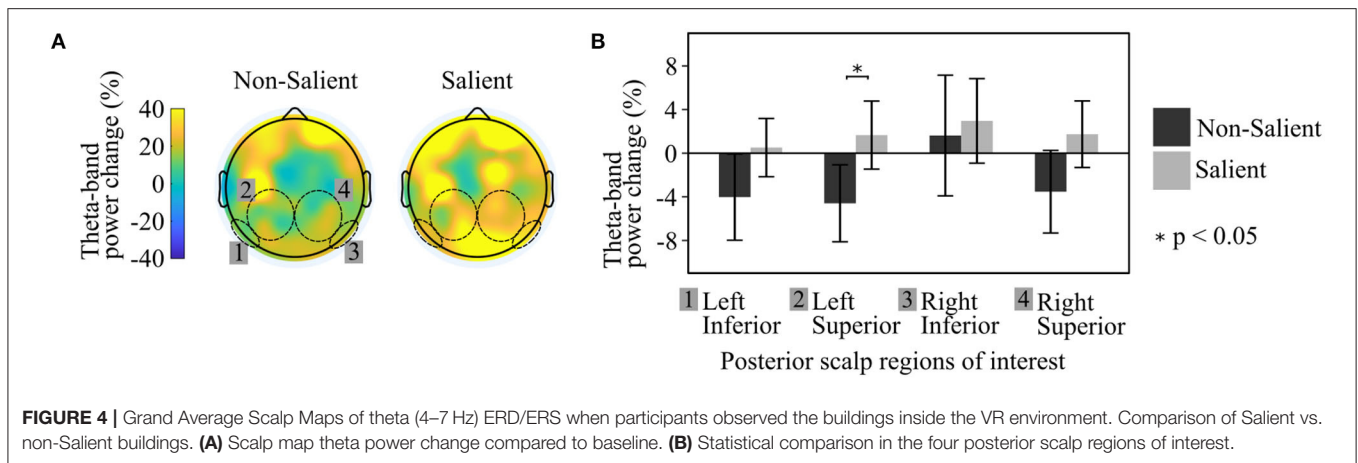 A
Theta-band
power change (%)
40
20
0
-20
-40
Non-Salient
Salient
2
4
1
3
B
Theta-band
power change (%)
8
4
0
-4
-8
*
1 Left
Inferior
2 Left
Superior
3 Right
Inferior
4 Right
Superior
Posterior scalp regions of interest
Non-Salient
Salient
* p < 0.05
FIGURE 4 | Grand Average Scalp Maps of theta (4–7 Hz) ERD/ERS when participants observed the buildings inside the VR environment. Comparison of Salient vs.
non-Salient buildings. (A) Scalp map theta power change compared to baseline. (B) Statistical comparison in the four posterior scalp regions of interest.